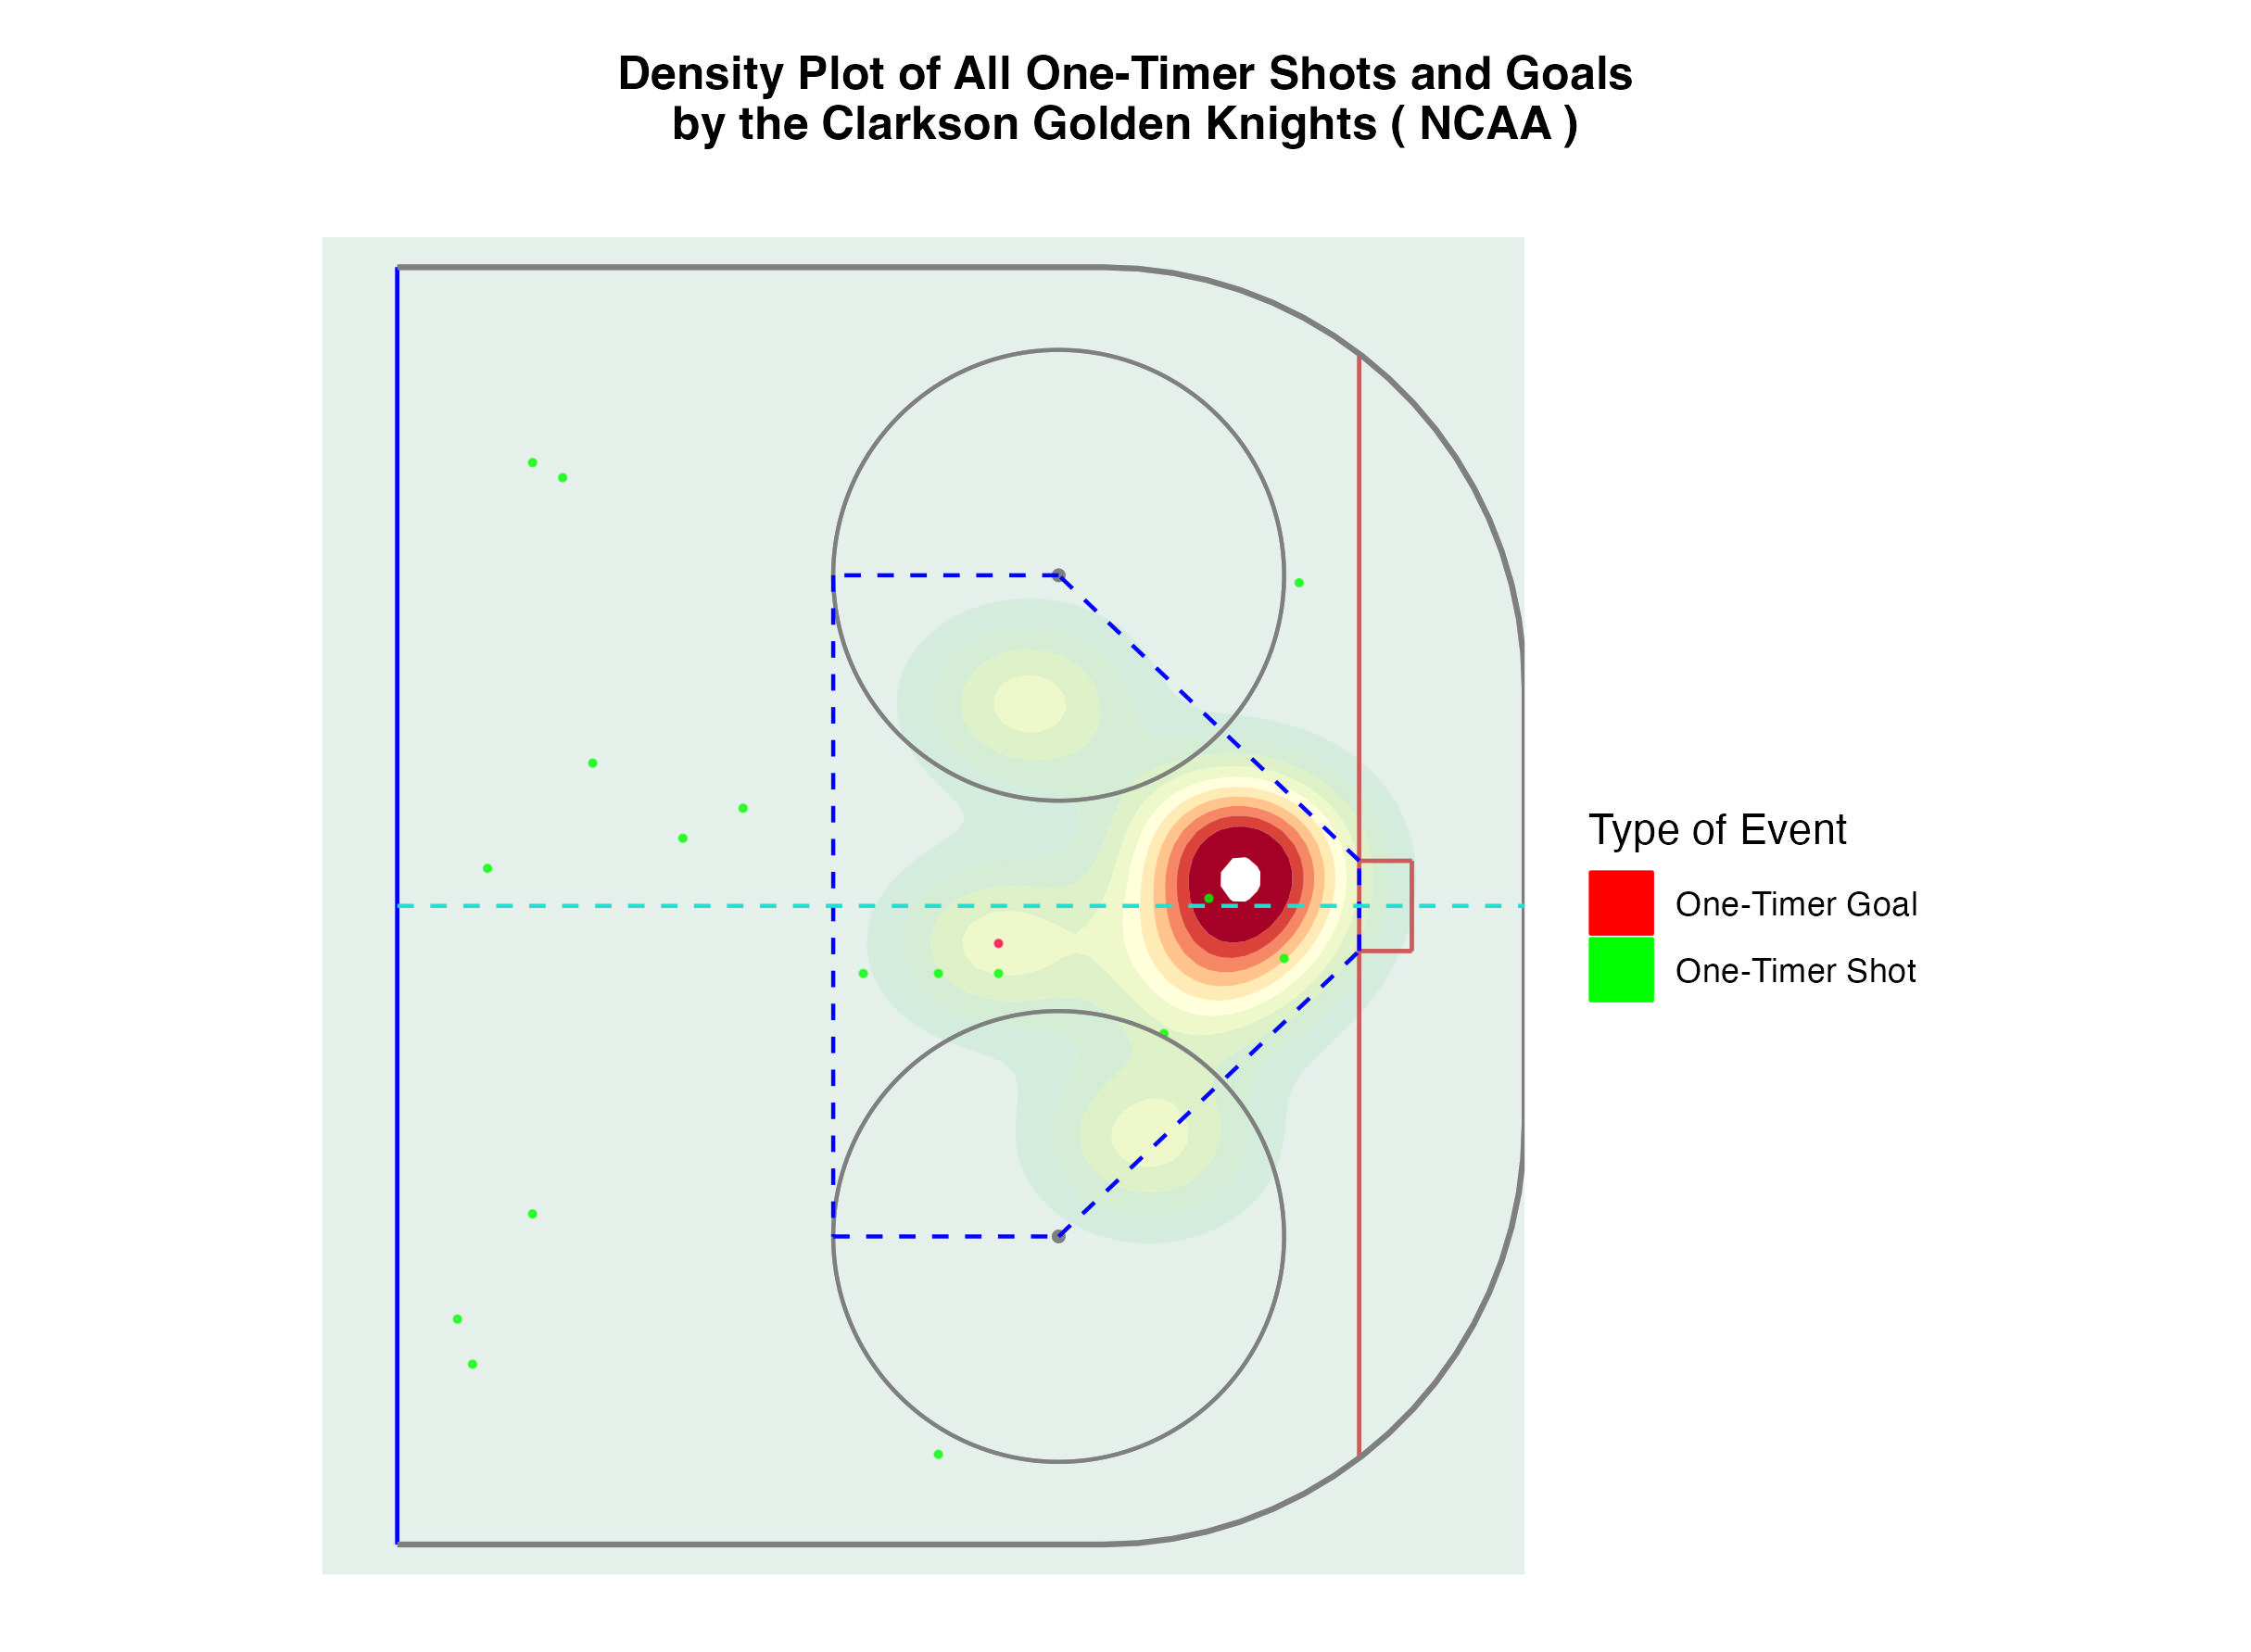 Density Plot of All One-Timer Shots and Goals
by the Clarkson Golden Knights ( NCAA )
Type of Event
One-Timer Goal
One-Timer Shot